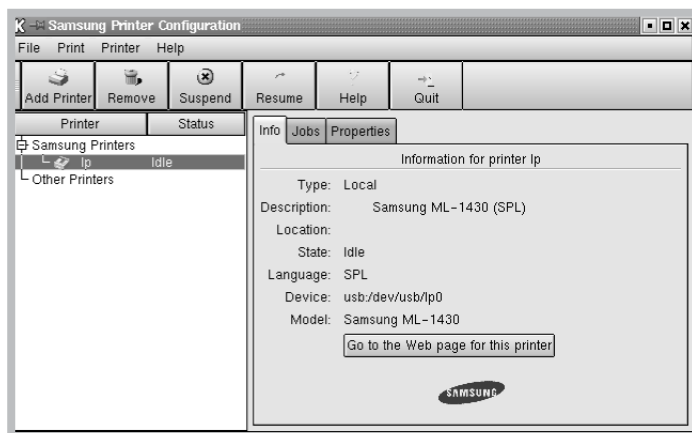 Samsung Printer Configuration
File Print Printer Help
Add Printer Remove Suspend Resume Help Quit
Printer Status
Samsung Printers
lp Idle
Other Printers
Info Jobs Properties
Information for printer lp
Type: Local
Description: Samsung ML-1430 (SPL)
Location:
State: Idle
Language: SPL
Device: usb:/dev/usb/lp0
Model: Samsung ML-1430
Go to the Web page for this printer
SAMSUNG